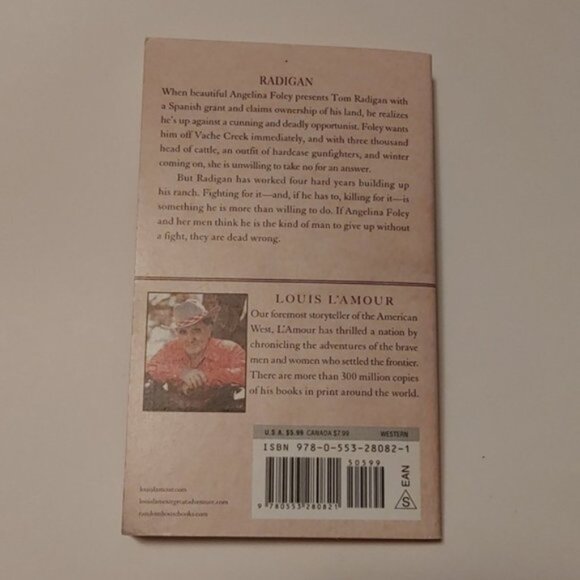 RADIGAN
When beautiful Angelina Foley presents Tom Radigan with
a Spanish grant and claims ownership of his land, he realizes
he's up against a cunning and deadly opportunist. Foley wants
him off Vache Creek immediately, and with three thousand
head of cattle, an outfit of hardcase gunfighters, and winter
coming on, she is unwilling to take no for an answer.
But Radigan has worked four hard years building up
his ranch. Fighting for it—and, if he has to, killing for it—is
something he is more than willing to do. If Angelina Foley
and her men think he is the kind of man to give up without
a fight, they are dead wrong.
LOUIS L'AMOUR
Our foremost storyteller of the American
West, L'Amour has thrilled a nation by
chronicling the adventures of the brave
men and women who settled the frontier.
There are more than 300 million copies
of his books in print around the world.
U.S.A. $5.99 CANADA $7.99 WESTERN
ISBN 978-0-553-28082-1
50599
9 780553 280821
S EAN
louislamour.com
louislamourgreatadventure.com
randomhousebooks.com